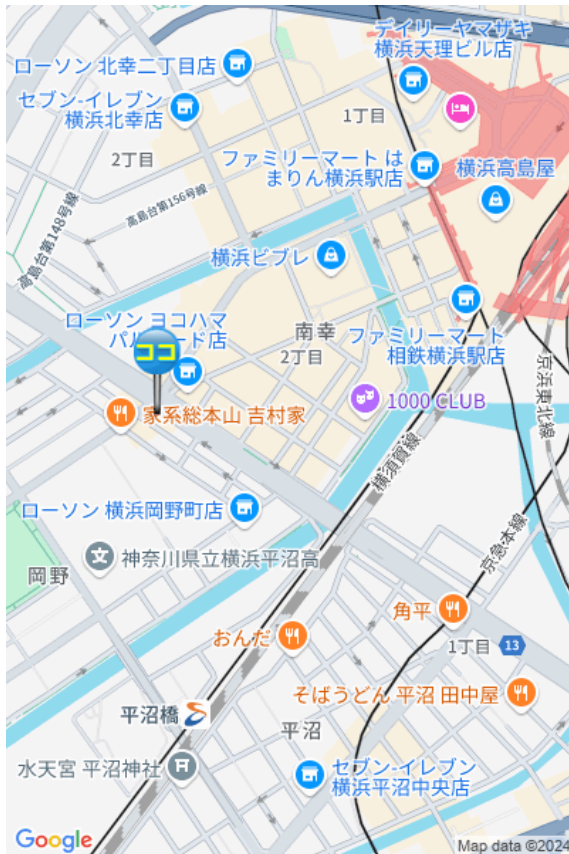 デイリーヤマザキ
横浜天理ビル店
ローソン 北幸二丁目店
セブン-イレブン
横浜北幸店
1丁目
2丁目
ファミリーマート は
まりん横浜駅店
横浜高島屋
高島台第156号線
高島台第148号線
横浜ビブレ
ローソン ヨコハマ
パル
ード店
ココ
南幸
2丁目
ファミリーマート
相鉄横浜駅店
京浜東北線
1000 CLUB
家系総本山 吉村家
横須賀線
ローソン 横浜岡野町店
京急本線
神奈川県立横浜平沼高
岡野
角平
おんだ
1丁目
13
そばうどん 平沼 田中屋
平沼橋
平沼
水天宮 平沼神社
セブン-イレブン
横浜平沼中央店
Google
Map data ©2024